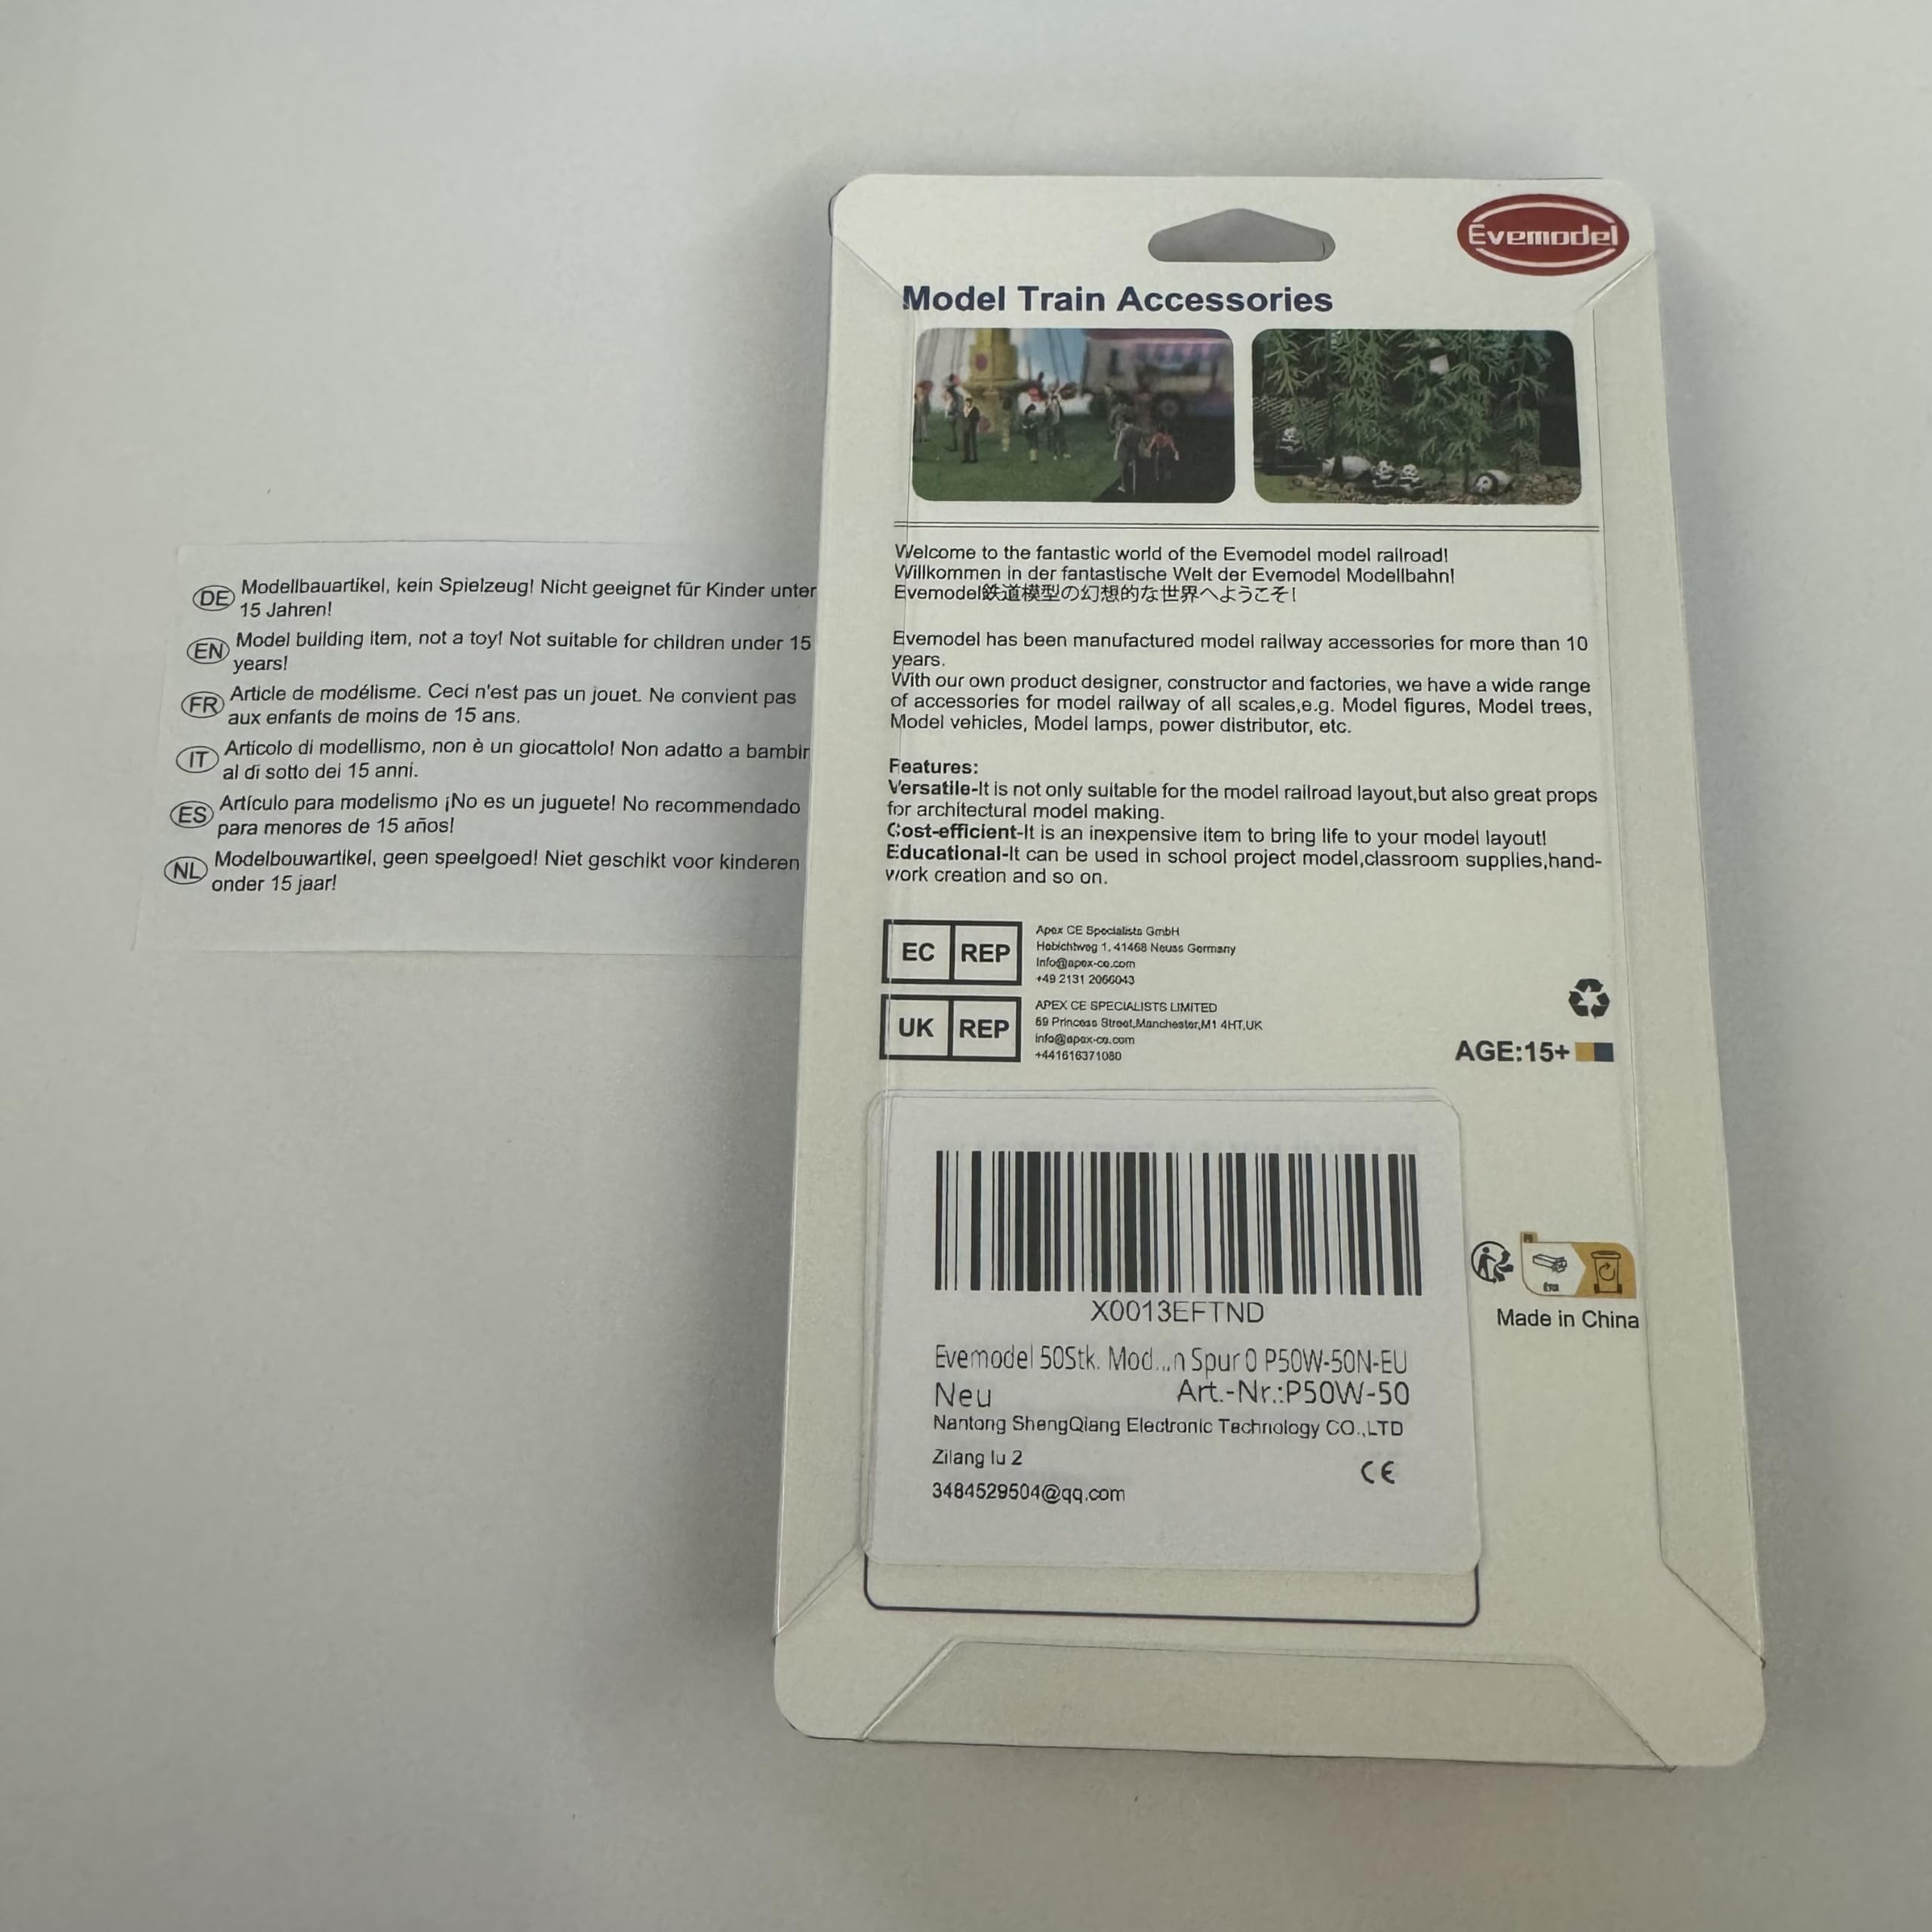 DE Modellbauartikel, kein Spielzeug! Nicht geeignet für Kinder unter
15 Jahren!
EN Model building item, not a toy! Not suitable for children under 15
years!
FR Article de modélisme. Ceci n'est pas un jouet. Ne convient pas
aux enfants de moins de 15 ans.
IT Articolo di modellismo, non è un giocattolo! Non adatto a
al di sotto dei 15 anni.
ES Artículo para modelismo ¡No es un juguete! No recommendado
para menores de 15 años!
NL Modelbouwartikel, geen speelgoed! Niet geschikt voor kinderen
onder 15 jaar!
Evemodel
Model Train Accessories
Welcome to the fantastic world of the Evemodel model railroad!
Willkommen in der fantastische Welt der Evemodel Modellbahn!
Evemodel鉄道模型の幻想的な世界へようこそ!
Evemodel has been manufactured model railway accessories for more than 10
years.
With our own product designer, constructor and factories, we have a wide range
of accessories for model railway of all scales,e.g. Model figures, Model trees,
Model vehicles, Model lamps, power distributor, etc.
Features:
Versatile-It is not only suitable for the model railroad layout,but also great props
for architectural model making.
Cost-efficient-It is an inexpensive item to bring life to your model layout!
Educational-It can be used in school project model,classroom supplies,hand-
work creation and so on.
EC REP
Apex CE Specialists GmbH
Habichtweg 1, 41468 Neuss Germany
Info@apex-ce.com
+49 2131 2066043
UK REP
APEX CE SPECIALISTS LIMITED
59 Princess Street,Manchester,M1 4HT,UK
info@apex-ce.com
+441616371080
AGE:15+
X0013EFTND
Evemodel 50Stk. Mod...n Spur 0 P50W-50N-EU
Neu Art.-Nr.:P50W-50
Nantong ShengQiang Electronic Technology CO.,LTD
Zilang lu 2
CE
3484529504@qq.com
FR
Made in China